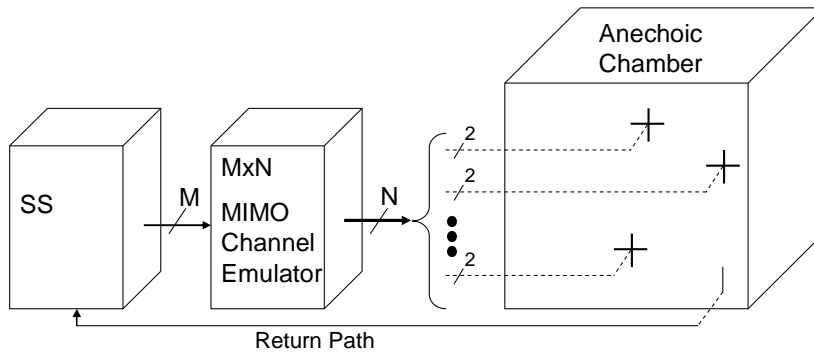 Anechoic
Chamber
SS
M
MxN
MIMO
Channel
Emulator
N
2
2
2
Return Path